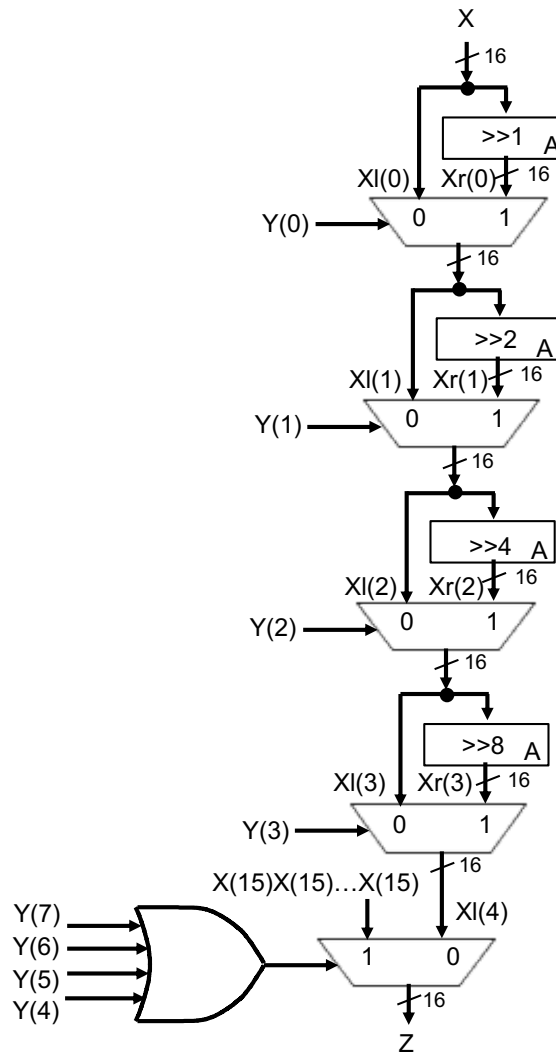 X
16
>>1 A
Xl(0) Xr(0) 16
Y(0) 0 1
16
>>2 A
Xl(1) Xr(1) 16
Y(1) 0 1
16
>>4 A
Xl(2) Xr(2) 16
Y(2) 0 1
16
>>8 A
Xl(3) Xr(3) 16
Y(3) 0 1
16
X(15)X(15)...X(15)
Xl(4)
Y(7)
Y(6)
Y(5)
Y(4)
1 0
16
Z